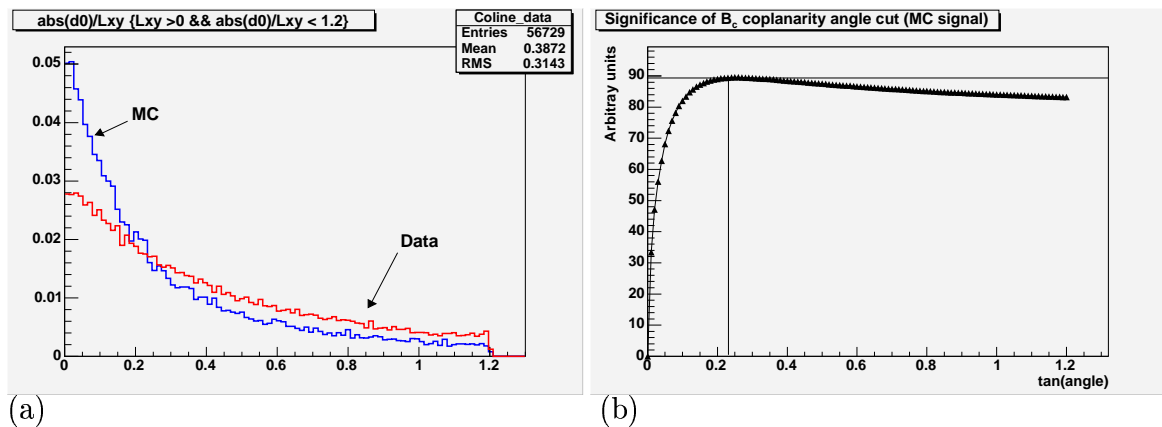 abs(d0)/Lxy {Lxy >0 && abs(d0)/Lxy < 1.2}
Coline_data
Entries 56729
Mean 0.3872
RMS 0.3143
0.05
0.04
0.03
0.02
0.01
0
0 0.2 0.4 0.6 0.8 1 1.2
MC
Data
(a)
Significance of Bc coplanarity angle cut (MC signal)
Arbitray units
90
80
70
60
50
40
30
20
10
0
0 0.2 0.4 0.6 0.8 1 1.2
tan(angle)
(b)